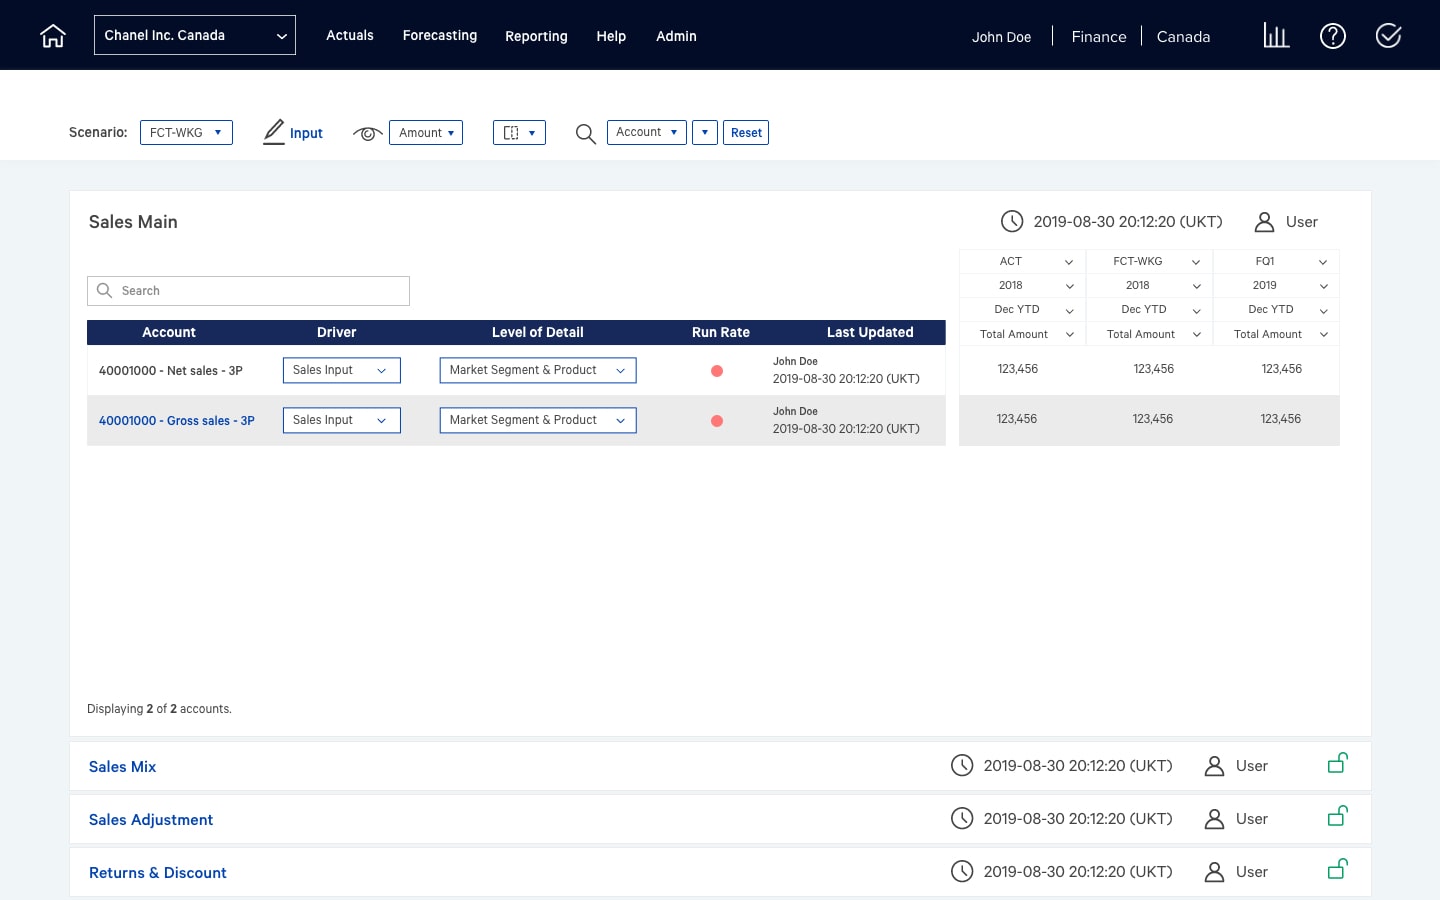 Chanel Inc. Canada Actuals Forecasting Reporting Help Admin John Doe Finance Canada
Scenario: FCT-WKG Input Amount Account Reset
Sales Main 2019-08-30 20:12:20 (UKT) User
ACT FCT-WKG FQ1
2018 2018 2019
Search
Dec YTD Dec YTD Dec YTD
Account Driver Level of Detail Run Rate Last Updated Total Amount Total Amount Total Amount
40001000 - Net sales - 3P Sales Input Market Segment & Product John Doe
2019-08-30 20:12:20 (UKT) 123,456 123,456 123,456
40001000 - Gross sales - 3P Sales Input Market Segment & Product John Doe
2019-08-30 20:12:20 (UKT) 123,456 123,456 123,456
Displaying 2 of 2 accounts.
Sales Mix 2019-08-30 20:12:20 (UKT) User
Sales Adjustment 2019-08-30 20:12:20 (UKT) User
Returns & Discount 2019-08-30 20:12:20 (UKT) User